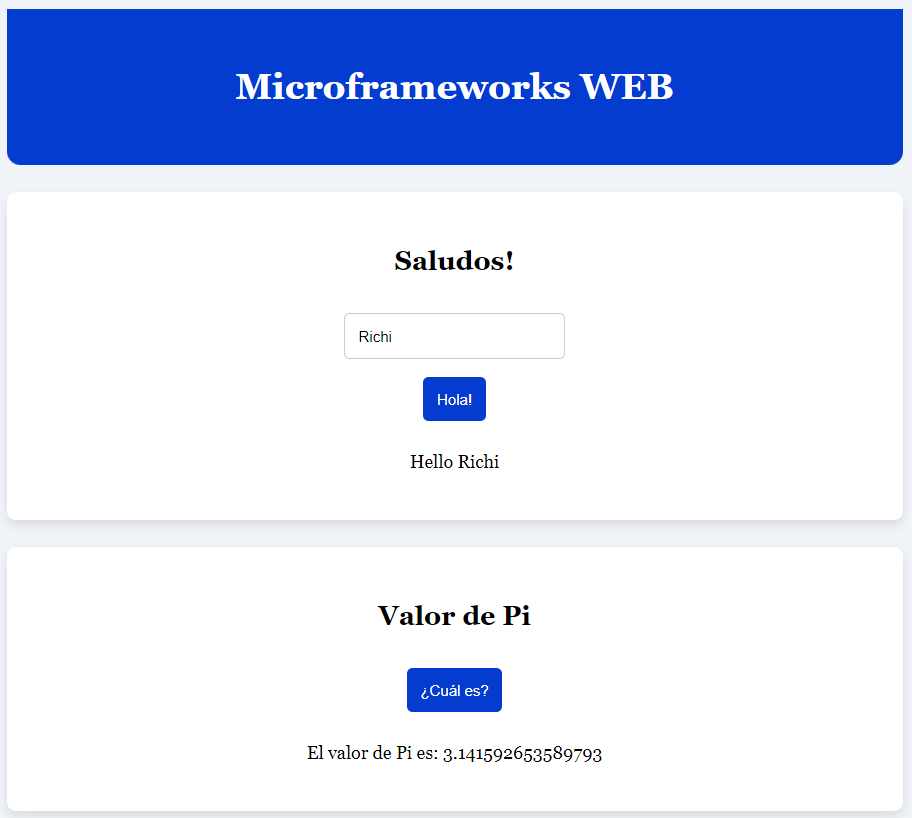 Microframeworks WEB
Saludos!
Richi
Hola!
Hello Richi
Valor de Pi
¿Cuál es?
El valor de Pi es: 3.141592653589793